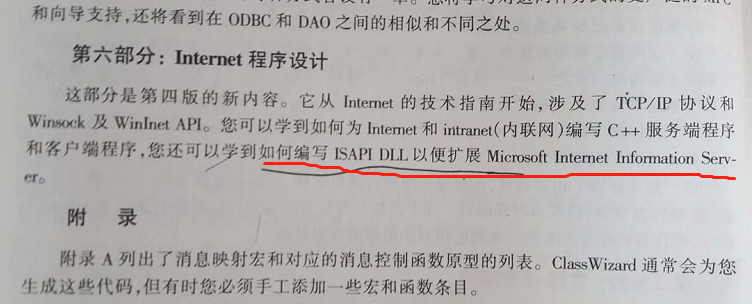 和向导支持,还将看到在 ODBC 和 DAO 之间的相似和不同之处。
第六部分: Internet 程序设计
这部分是第四版的新内容。它从 Internet 的技术指南开始,涉及了 TCP/IP 协议和
Winsock 及 WinInet API。您可以学到如何为 Internet 和 intranet(内联网)编写 C++ 服务端程序
和客户端程序,您还可以学到如何编写 ISAPI DLL 以便扩展 Microsoft Internet Information Serv-
er。
附 录
附录 A 列出了消息映射宏和对应的消息控制函数原型的列表。ClassWizard 通常会为您
生成这些代码,但有时您必须手工添加一些宏和函数条目。